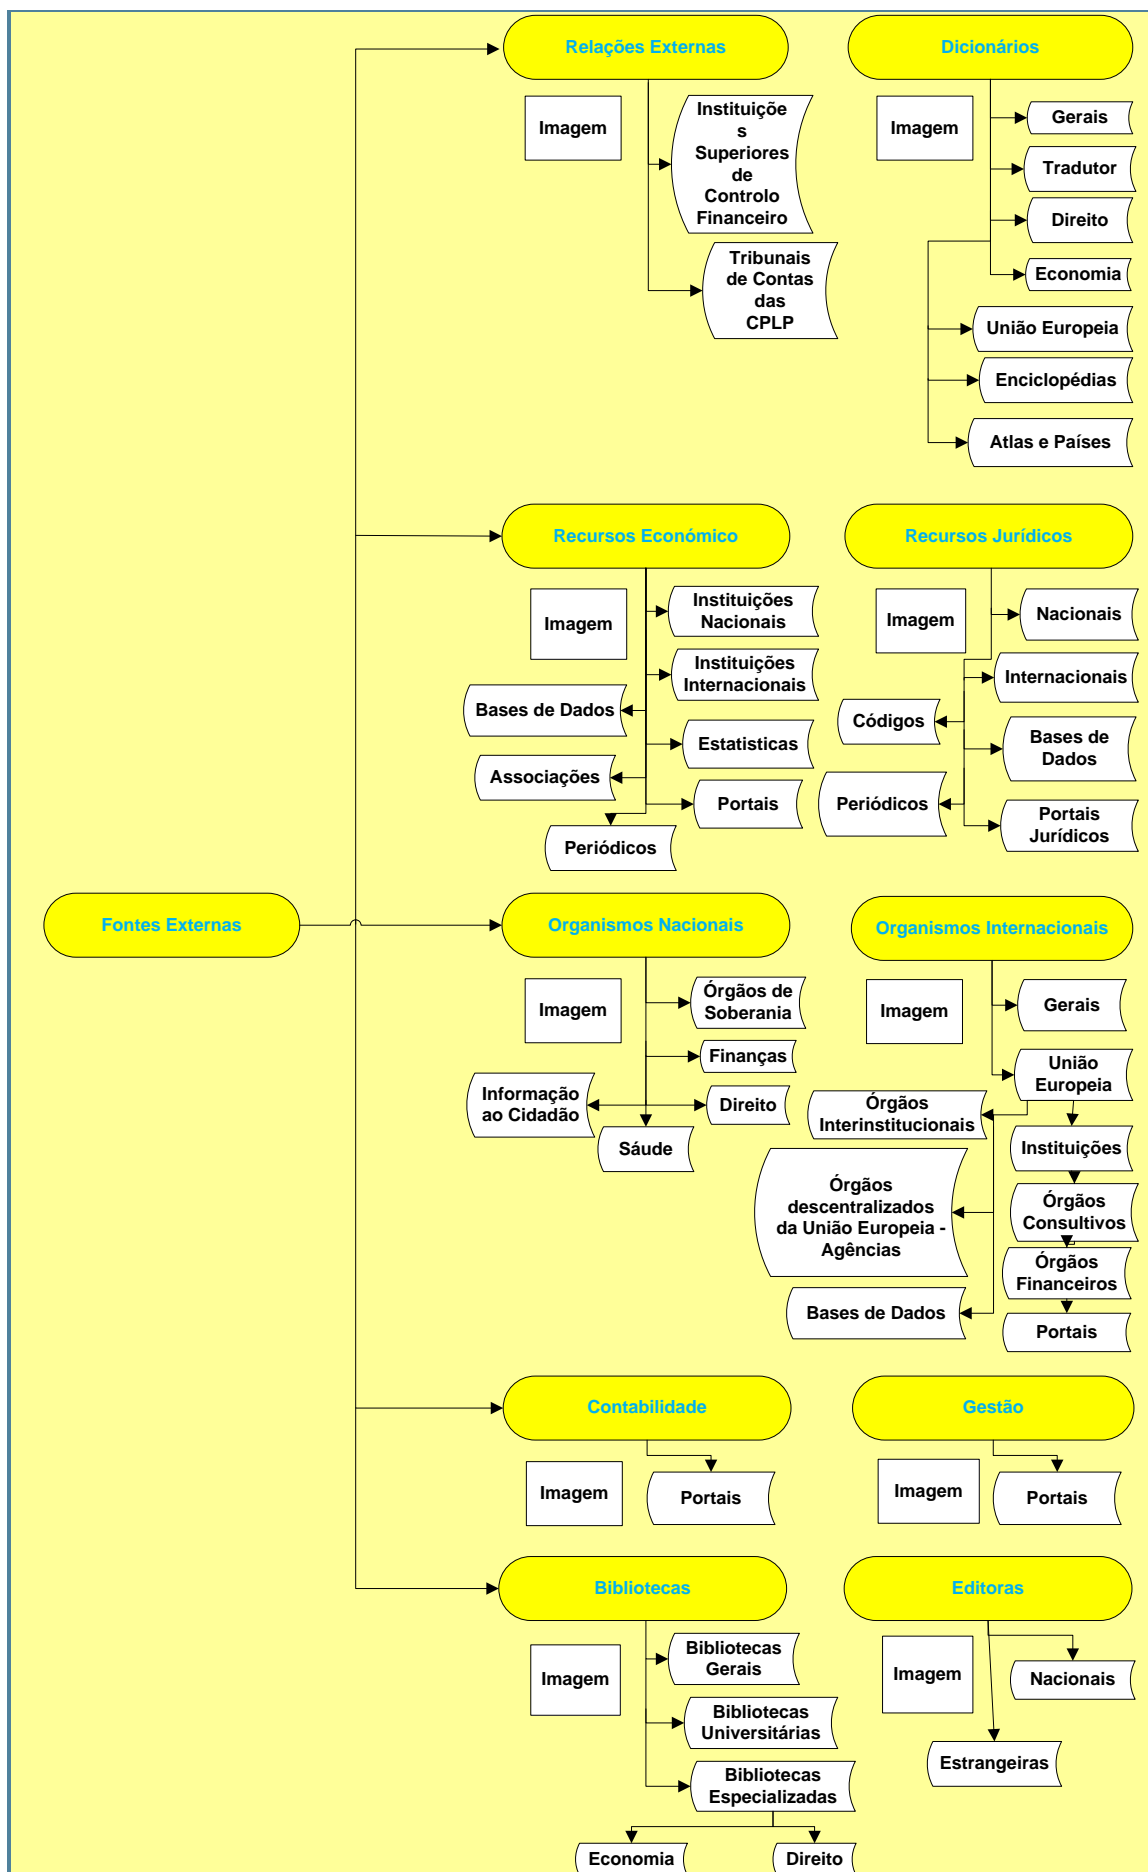 Relações Externas
Imagem
Instituiçõe
s
Superiores
de
Controlo
Financeiro
Tribunais
de Contas
das
CPLP
Dicionários
Imagem
Gerais
Tradutor
Direito
Economia
União Europeia
Enciclopédias
Atlas e Países
Recursos Económico
Imagem
Instituições
Nacionais
Instituições
Internacionais
Bases de Dados
Estatisticas
Associações
Portais
Periódicos
Recursos Jurídicos
Imagem
Nacionais
Internacionais
Códigos
Bases de
Dados
Periódicos
Portais
Jurídicos
Fontes Externas
Organismos Nacionais
Imagem
Órgãos de
Soberania
Finanças
Informação
ao Cidadão
Direito
Sáude
Organismos Internacionais
Imagem
Gerais
União
Europeia
Órgãos
Interinstitucionais
Instituições
Órgãos
descentralizados
da União Europeia -
Agências
Órgãos
Consultivos
Órgãos
Financeiros
Bases de Dados
Portais
Contabilidade
Imagem
Portais
Gestão
Imagem
Portais
Bibliotecas
Imagem
Bibliotecas
Gerais
Bibliotecas
Universitárias
Bibliotecas
Especializadas
Economia
Direito
Editoras
Imagem
Nacionais
Estrangeiras